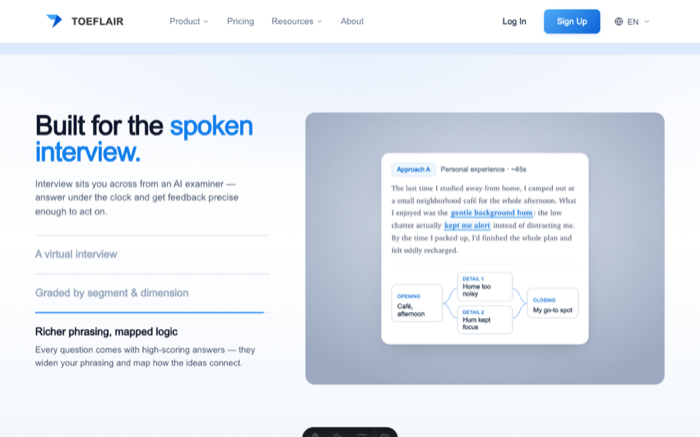 TOEFLAIR
Product
Pricing
Resources
About
Log In
Sign Up
EN
Built for the spoken
interview.
Interview sits you across from an AI examiner —
answer under the clock and get feedback precise
enough to act on.
A virtual interview
Graded by segment & dimension
Richer phrasing, mapped logic
Every question comes with high-scoring answers — they
widen your phrasing and map how the ideas connect.
Approach A Personal experience · ~45s
The last time I studied away from home, I camped out at
a small neighborhood café for the whole afternoon. What
I enjoyed was the gentle background hum: the low
chatter actually kept me alert instead of distracting me.
By the time I packed up, I'd finished the whole plan and
felt oddly recharged.
OPENING
Café,
afternoon
DETAIL 1
Home too
noisy
DETAIL 2
Hum kept
focus
CLOSING
My go-to spot